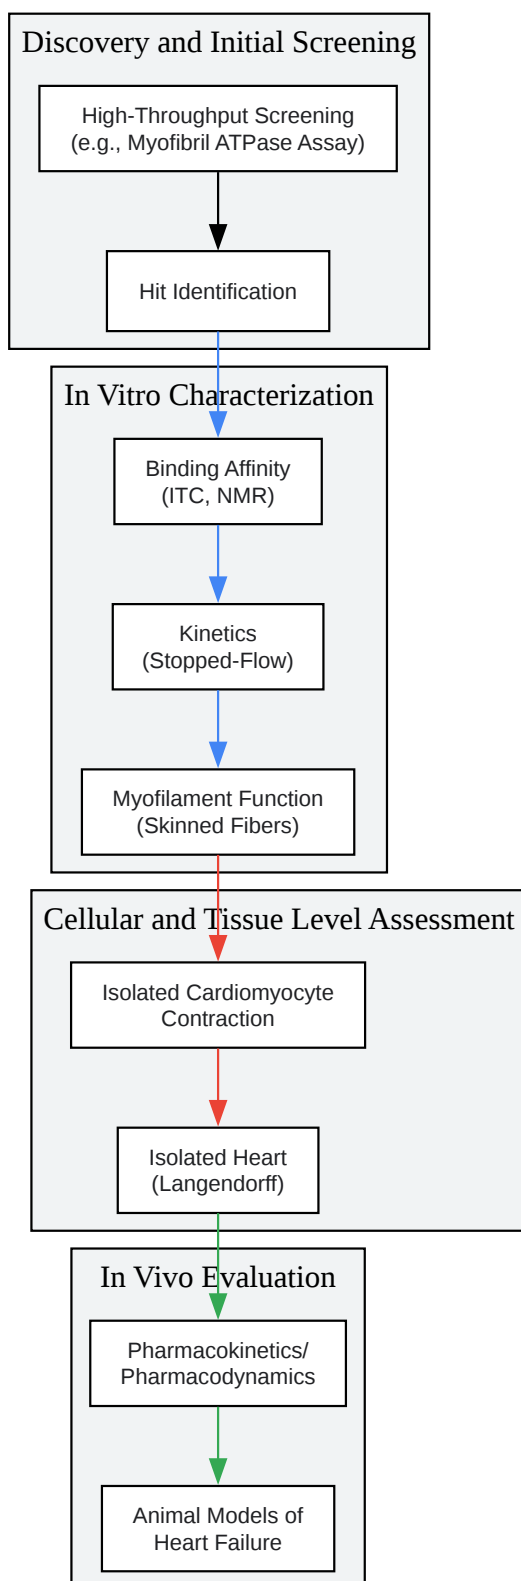 Discovery and Initial Screening
High-Throughput Screening
(e.g., Myofibril ATPase Assay)
Hit Identification
In Vitro Characterization
Binding Affinity
(ITC, NMR)
Kinetics
(Stopped-Flow)
Myofilament Function
(Skinned Fibers)
Cellular and Tissue Level Assessment
Isolated Cardiomyocyte
Contraction
Isolated Heart
(Langendorff)
In Vivo Evaluation
Pharmacokinetics/
Pharmacodynamics
Animal Models of
Heart Failure